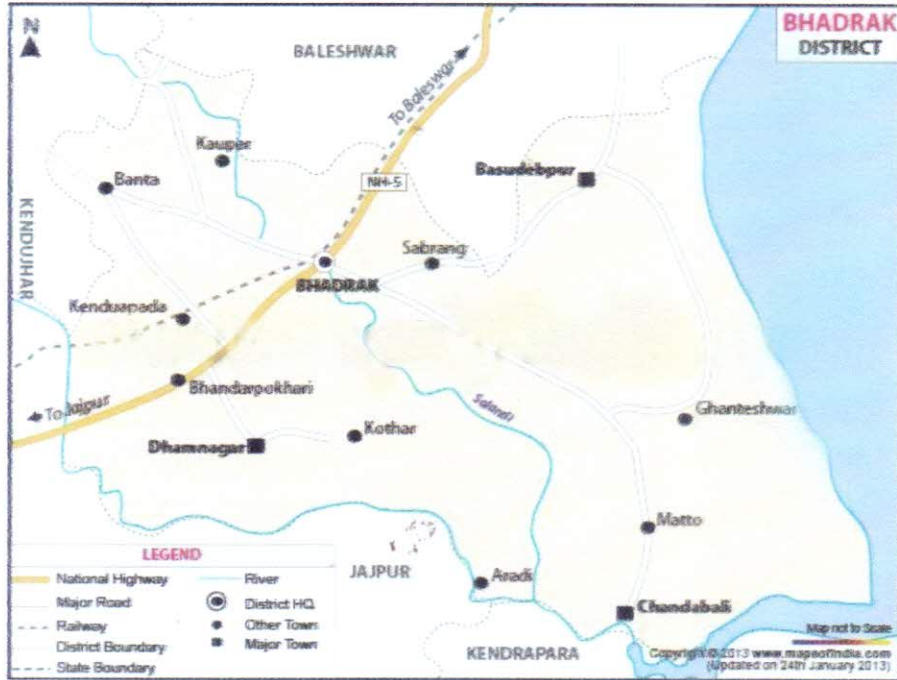 N
BHADRAK
DISTRICT
BALESHWAR
To Baleswar
Kauper
Banta
NH-5
Basudebpur
KENDUJHAR
Sabrang
BHADRAK
Kenduapada
To Jajpur
Bhandarpokhari
Salandi
Ghanteshwar
Kothar
Dhamnagar
Matto
JAJPUR
Aradi
Chandabali
KENDRAPARA
LEGEND
National Highway
Major Road
Railway
District Boundary
State Boundary
River
District HQ
Other Town
Major Town
Map not to Scale
Copyright © 2013 www.mapsofindia.com
(Updated on 24th January 2013)